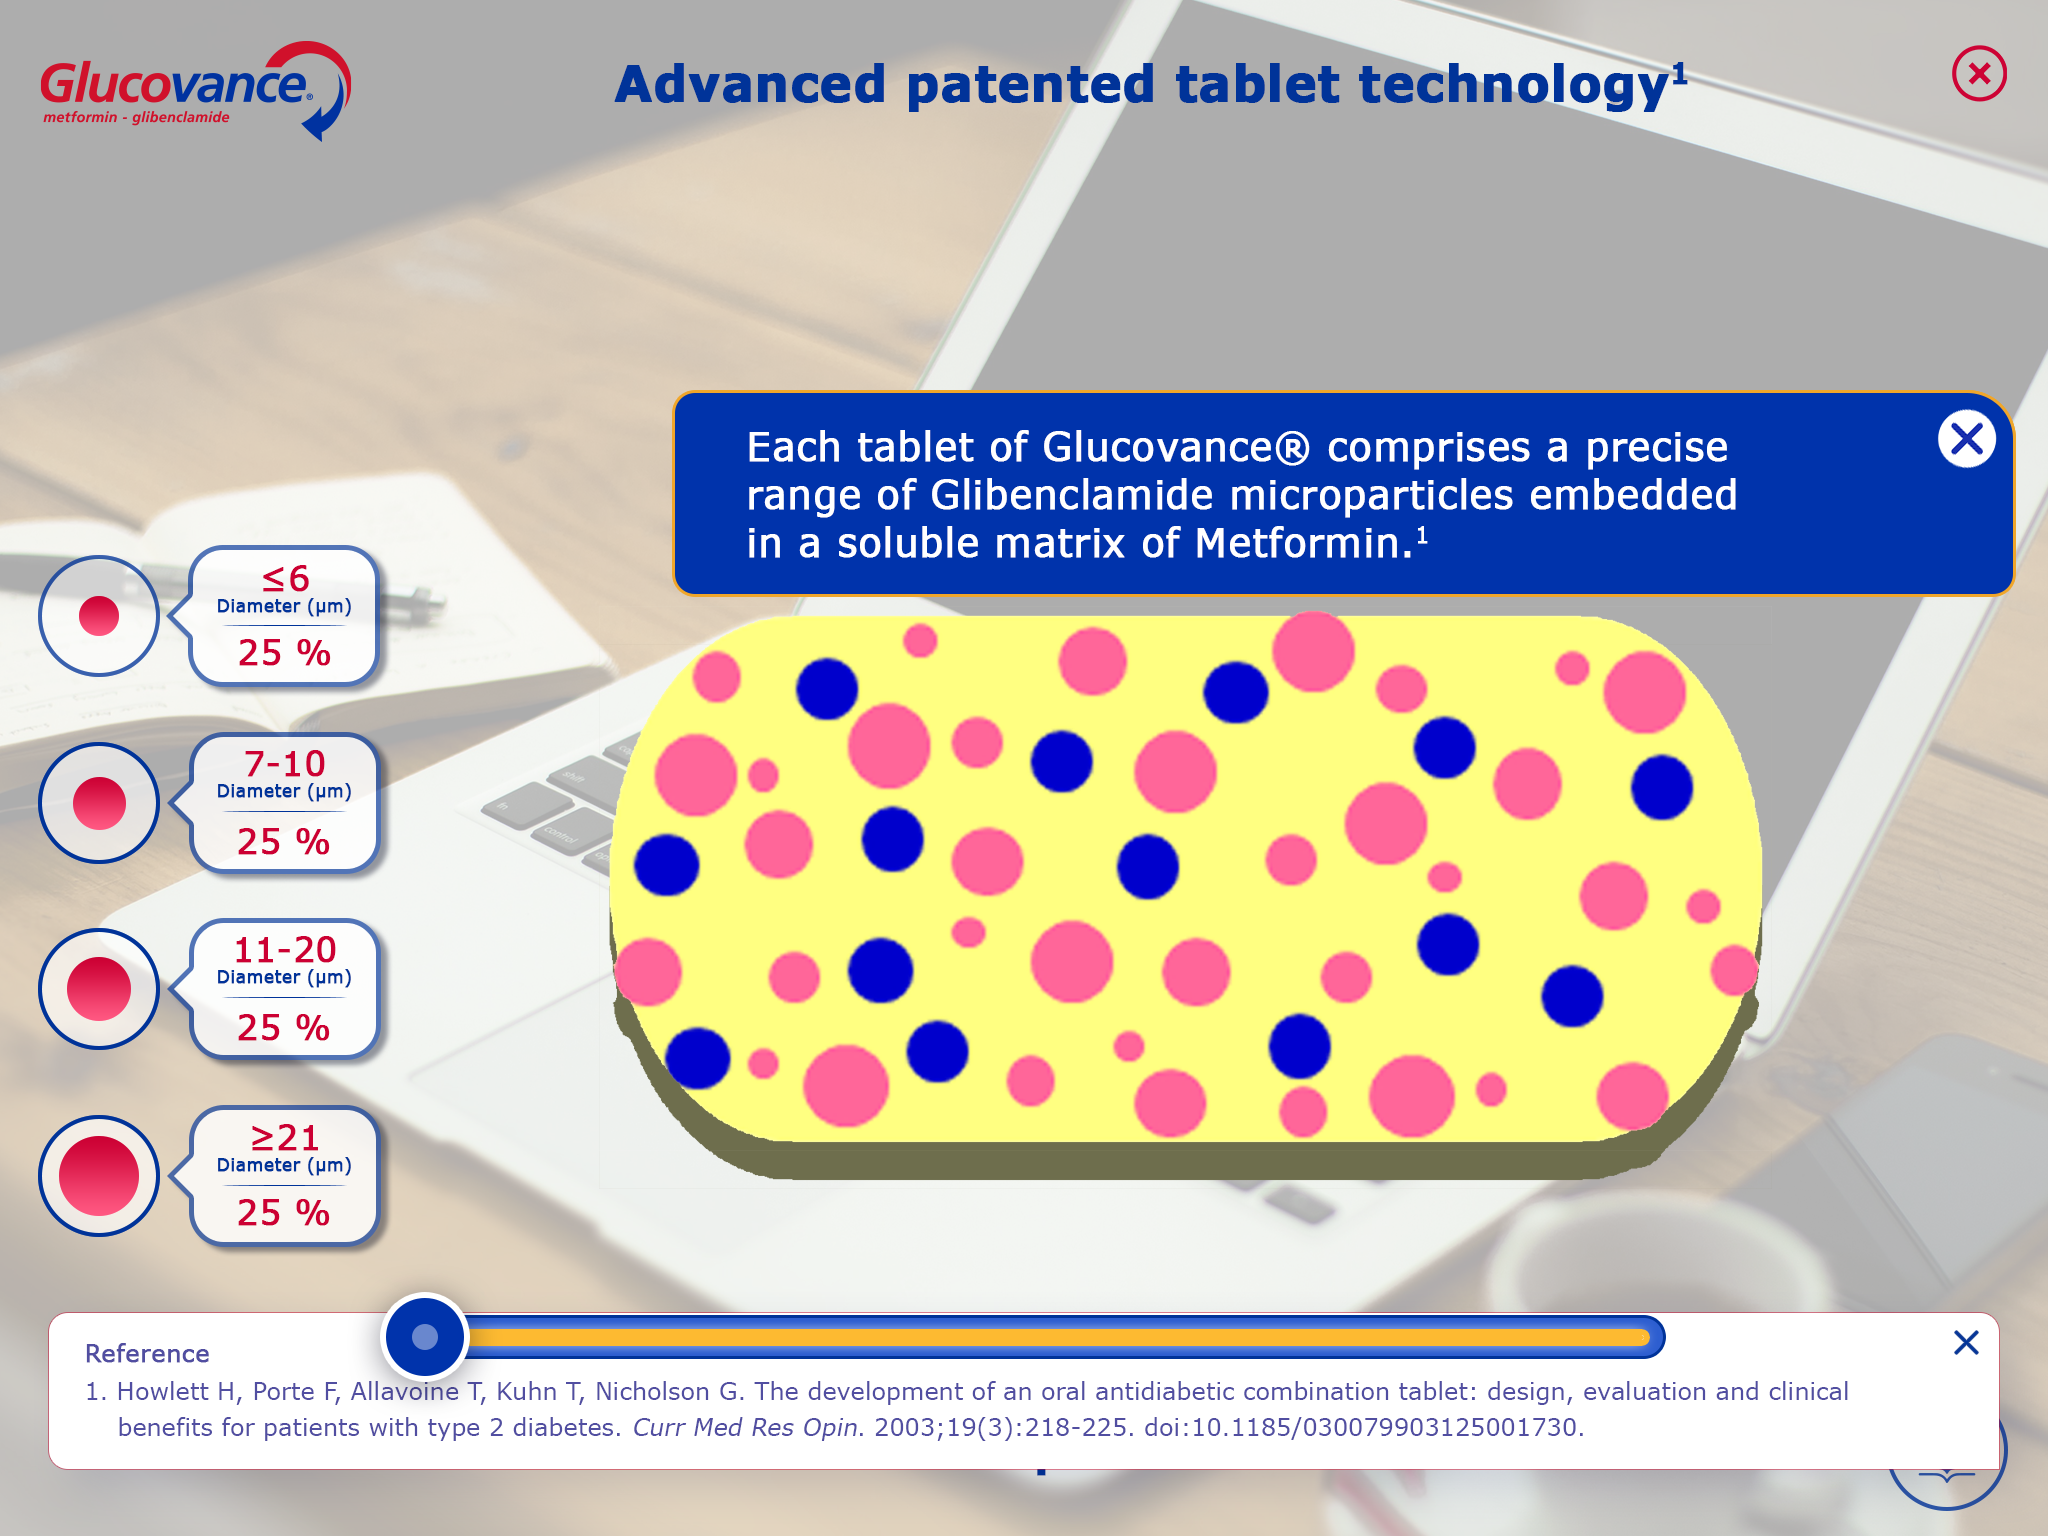 Glucovance®
metformin - glibenclamide
Advanced patented tablet technology¹
Each tablet of Glucovance® comprises a precise
range of Glibenclamide microparticles embedded
in a soluble matrix of Metformin.¹
≤6
Diameter (µm)
25 %
7-10
Diameter (µm)
25 %
11-20
Diameter (µm)
25 %
≥21
Diameter (µm)
25 %
shift
fn
control
Reference
1. Howlett H, Porte F, Allavoine T, Kuhn T, Nicholson G. The development of an oral antidiabetic combination tablet: design, evaluation and clinical
benefits for patients with type 2 diabetes. Curr Med Res Opin. 2003;19(3):218-225. doi:10.1185/030079903125001730.